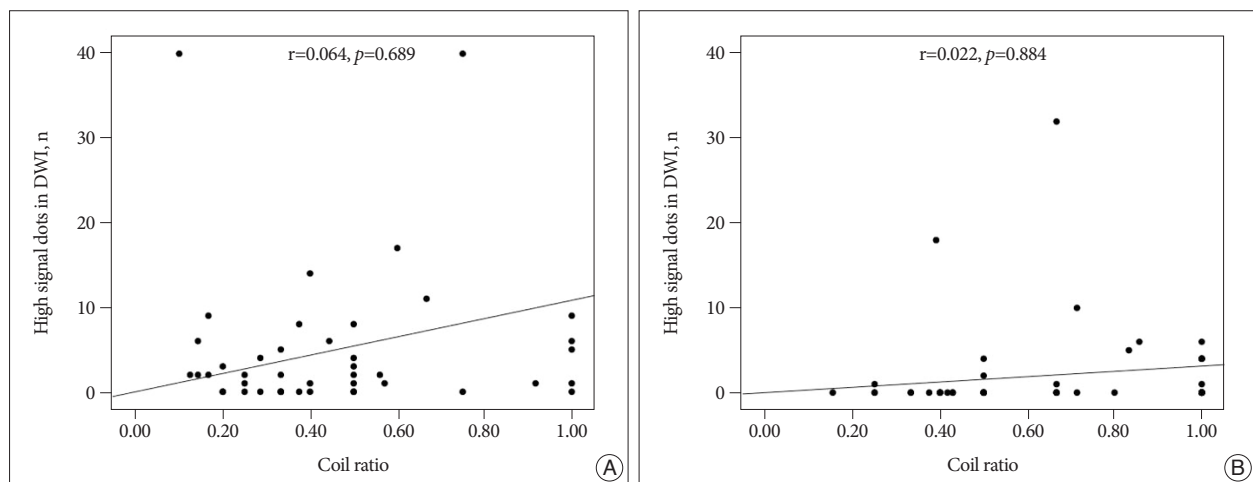 r=0.064, p=0.689
High signal dots in DWI, n
40
30
20
10
0
0.00 0.20 0.40 0.60 0.80 1.00
Coil ratio
A
r=0.022, p=0.884
High signal dots in DWI, n
40
30
20
10
0
0.00 0.20 0.40 0.60 0.80 1.00
Coil ratio
B